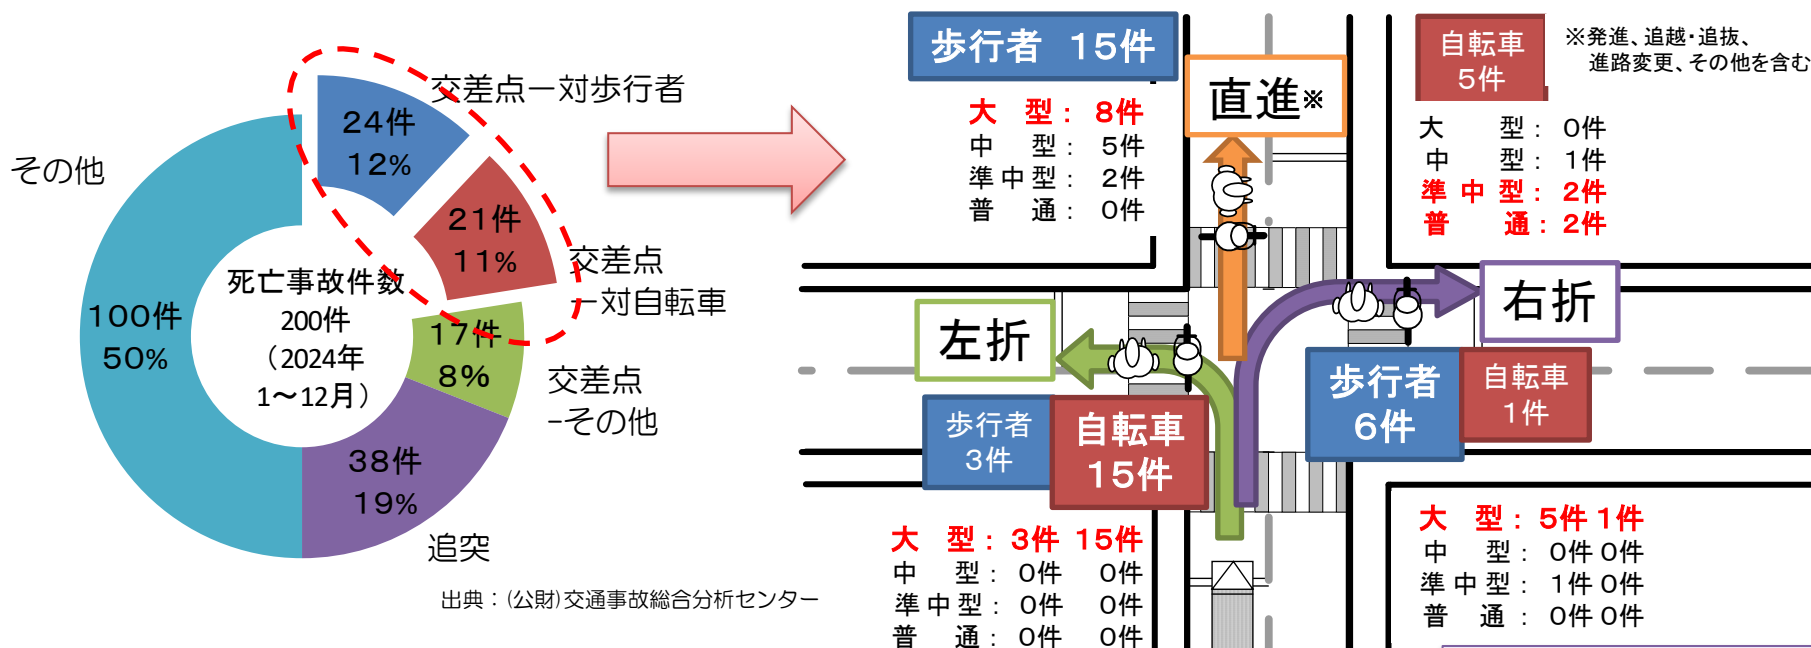 交差点ー対歩行者
24件
12%
その他
21件
11%
交差点
ー対自転車
死亡事故件数
200件
（2024年
1～12月）
100件
50%
17件
8%
交差点
-その他
38件
19%
追突
出典：(公財)交通事故総合分析センター
歩行者 15件
大型： 8件
中型： 5件
準中型： 2件
普通： 0件
直進※
自転車
5件
※発進、追越・追抜、
進路変更、その他を含む
大型： 0件
中型： 1件
準中型： 2件
普通： 2件
左折
右折
歩行者
3件
自転車
15件
歩行者
6件
自転車
1件
大型： 3件 15件
中型： 0件 0件
準中型： 0件 0件
普通： 0件 0件
大型： 5件 1件
中型： 0件 0件
準中型： 1件 0件
普通： 0件 0件